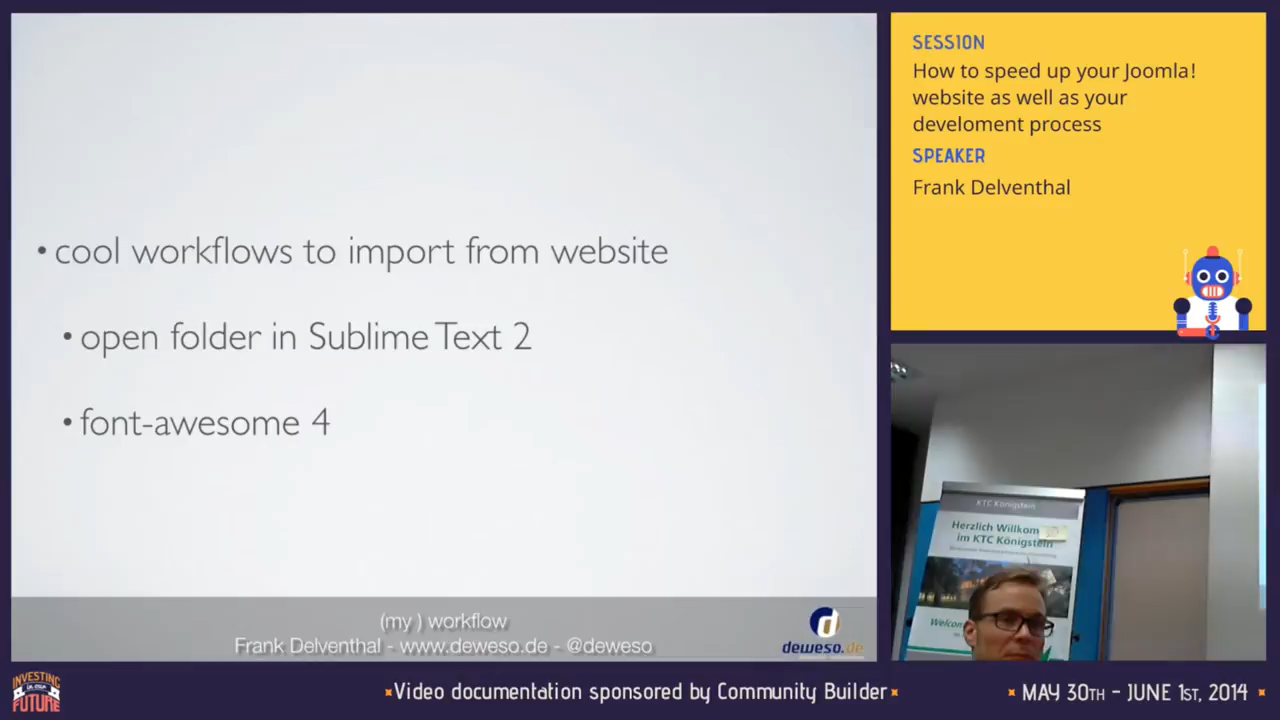 • cool workflows to import from website
• open folder in Sublime Text 2
• font-awesome 4
(my ) workflow
Frank Delventhal - www.deweso.de - @deweso
d
deweso.de
SESSION
How to speed up your Joomla!
website as well as your
develoment process
SPEAKER
Frank Delventhal
KTC Königstein
Herzlich Willkom
im KTC Königstein
Welcom
INVESTING
FUTURE
Video documentation sponsored by Community Builder
MAY 30TH - JUNE 1ST, 2014